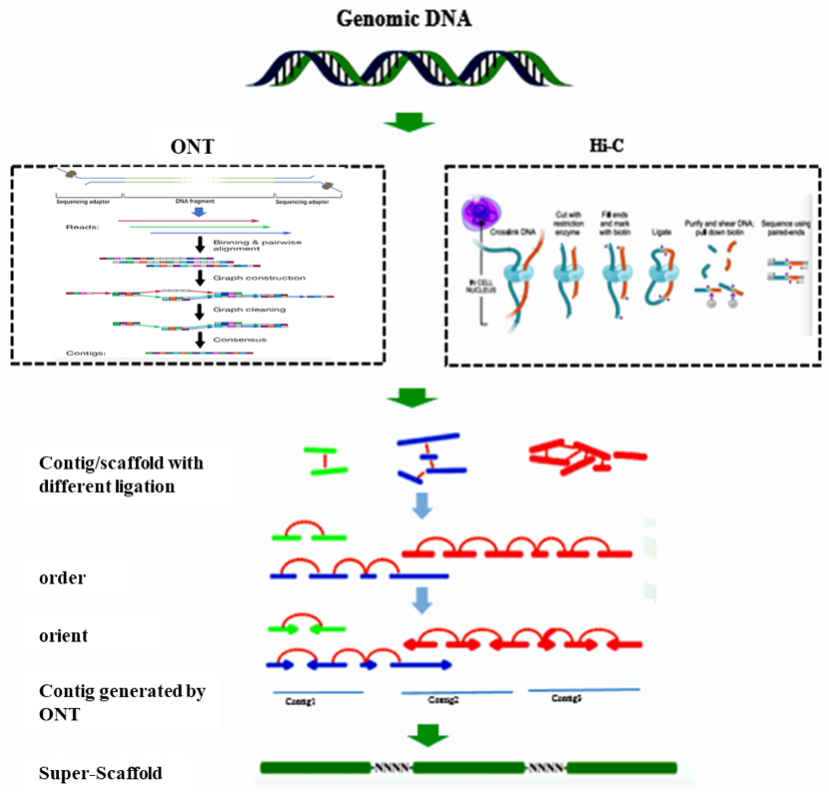 Genomic DNA
ONT
Hi-C
Sequencing adapter
DNA fragment
Sequencing adapter
Reads:
Binning & pairwise
alignment
Graph construction
Graph cleaning
Consensus
Contigs:
Crosslink DNA
Cut with
restriction
enzyme
Fill ends
and mark
with biotin
Ligate
Purify and shear DNA;
pull down biotin
Sequence using
paired-ends
IN CELL
NUCLEUS
Contig/scaffold with
different ligation
order
orient
Contig generated by
ONT
Contig1
Contig2
Contig3
Super-Scaffold
NNNN
NNNN